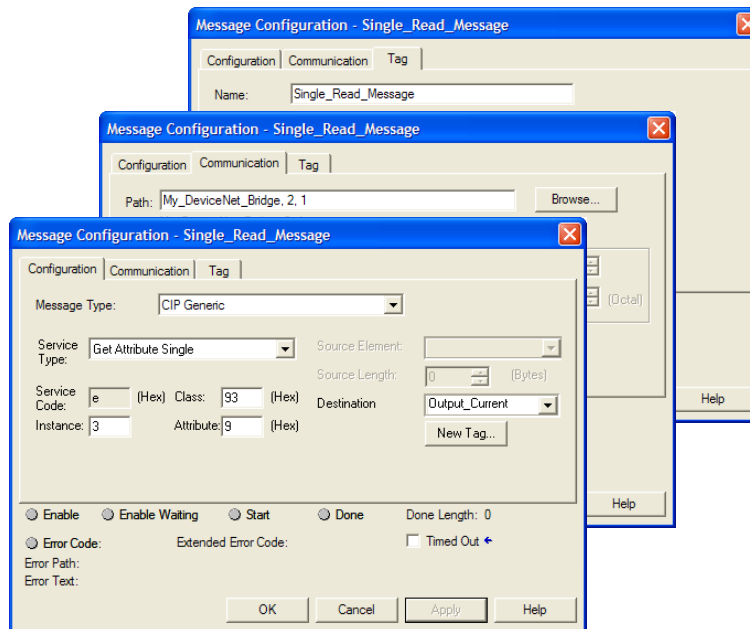 Message Configuration - Single_Read_Message
Configuration Communication Tag
Name: Single_Read_Message
Help
Message Configuration - Single_Read_Message
Configuration Communication Tag
Path: My_DeviceNet_Bridge, 2, 1 Browse...
(Octal)
Help
Message Configuration - Single_Read_Message
Configuration Communication Tag
Message Type: CIP Generic
Service Type: Get Attribute Single Source Element:
Source Length: 0 (Bytes)
Service Code: e (Hex) Class: 93 (Hex) Destination Output_Current
Instance: 3 Attribute: 9 (Hex) New Tag...
Enable Enable Waiting Start Done Done Length: 0
Error Code: Extended Error Code: Timed Out
Error Path:
Error Text:
OK Cancel Apply Help